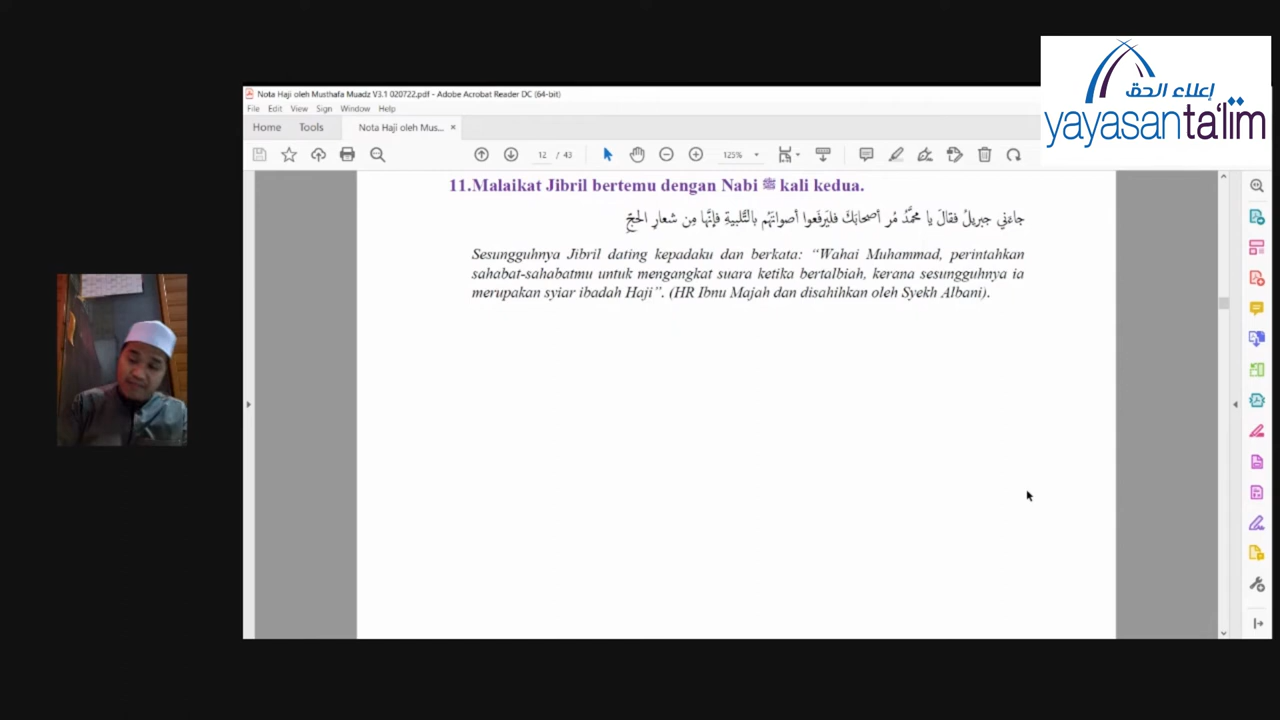 إعلاء الحق
yayasanta'lim
Nota Haji oleh Musthafa Muadz V3.1 020722.pdf - Adobe Acrobat Reader DC (64-bit)
File Edit View Sign Window Help
Home Tools Nota Haji oleh Mus... ×
12 / 43 125%
11.Malaikat Jibril bertemu dengan Nabi ﷺ kali kedua.
جاءَني جبريلُ فقالَ يا محمَّدُ مُر أصحابَكَ فليَرفَعوا أصواتَهُم بالتَّلبيةِ فإنَّها مِن شعارِ الحجِّ
Sesungguhnya Jibril dating kepadaku dan berkata: “Wahai Muhammad, perintahkan
sahabat-sahabatmu untuk mengangkat suara ketika bertalbiah, kerana sesungguhnya ia
merupakan syiar ibadah Haji”. (HR Ibnu Majah dan disahihkan oleh Syekh Albani).